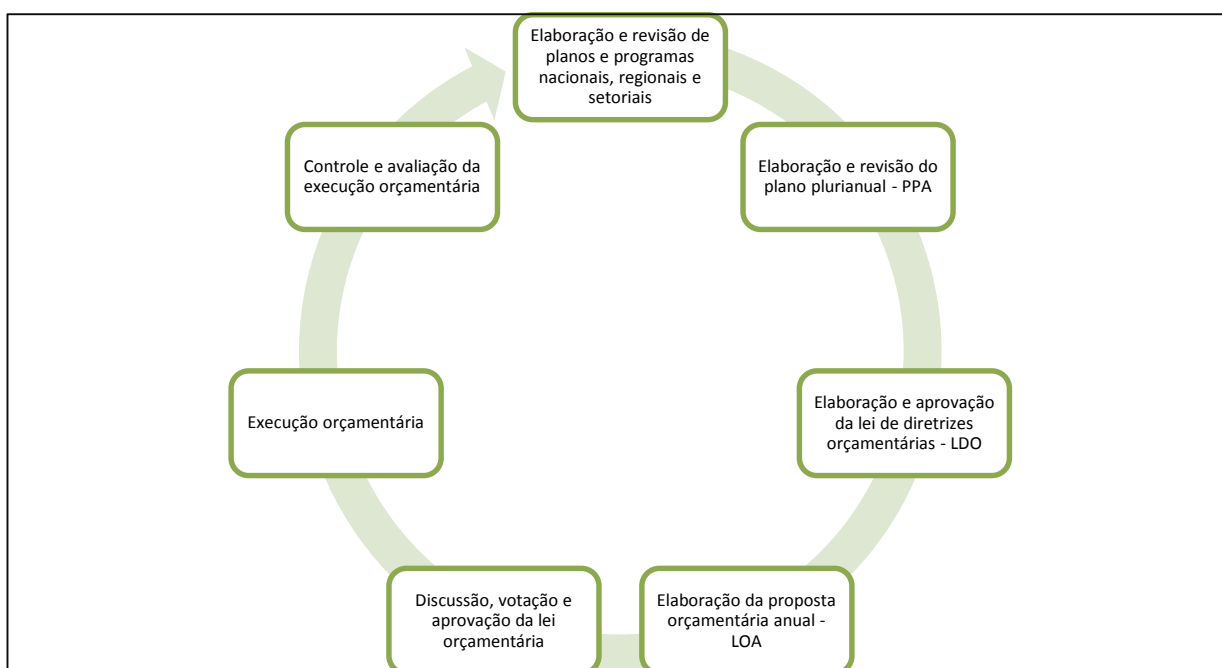 Elaboração e revisão de
planos e programas
nacionais, regionais e
setoriais
Elaboração e revisão do
plano plurianual - PPA
Elaboração e aprovação
da lei de diretrizes
orçamentárias - LDO
Elaboração da proposta
orçamentária anual -
LOA
Discussão, votação e
aprovação da lei
orçamentária
Execução orçamentária
Controle e avaliação da
execução orçamentária